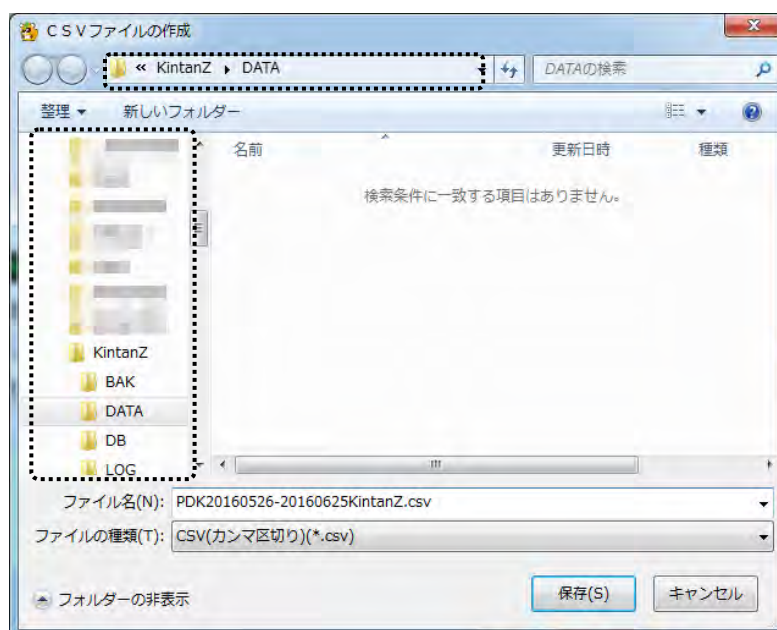 ＣＳＶファイルの作成
« KintanZ ▸ DATA
DATAの検索
整理 ▼ 新しいフォルダー
名前 更新日時 種類
検索条件に一致する項目はありません。
KintanZ
BAK
DATA
DB
LOG
ファイル名(N): PDK20160526-20160625KintanZ.csv
ファイルの種類(T): CSV(カンマ区切り)(*.csv)
フォルダーの非表示
保存(S)
キャンセル